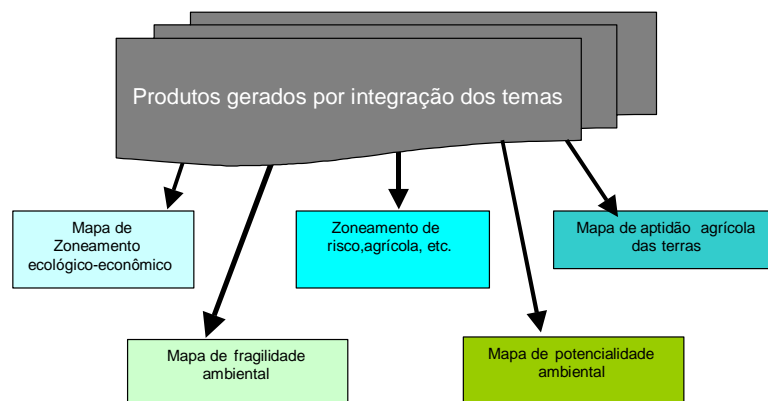 Produtos gerados por integração dos temas
Mapa de
Zoneamento
ecológico-econômico
Zoneamento de
risco,agrícola, etc.
Mapa de aptidão agrícola
das terras
Mapa de fragilidade
ambiental
Mapa de potencialidade
ambiental